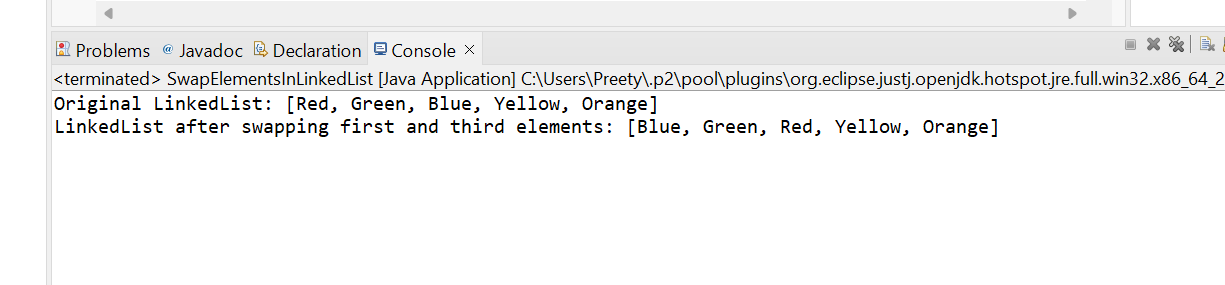 Problems @ Javadoc Declaration Console ×
<terminated> SwapElementsInLinkedList [Java Application] C:\Users\Preety\.p2\pool\plugins\org.eclipse.justj.openjdk.hotspot.jre.full.win32.x86_64_2
Original LinkedList: [Red, Green, Blue, Yellow, Orange]
LinkedList after swapping first and third elements: [Blue, Green, Red, Yellow, Orange]